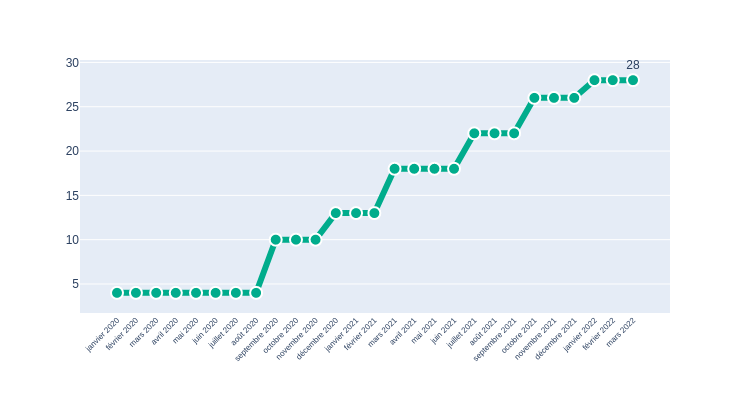 30
28
25
20
15
10
5
janvier 2020
février 2020
mars 2020
avril 2020
mai 2020
juin 2020
juillet 2020
août 2020
septembre 2020
octobre 2020
novembre 2020
décembre 2020
janvier 2021
février 2021
mars 2021
avril 2021
mai 2021
juin 2021
juillet 2021
août 2021
septembre 2021
octobre 2021
novembre 2021
décembre 2021
janvier 2022
février 2022
mars 2022